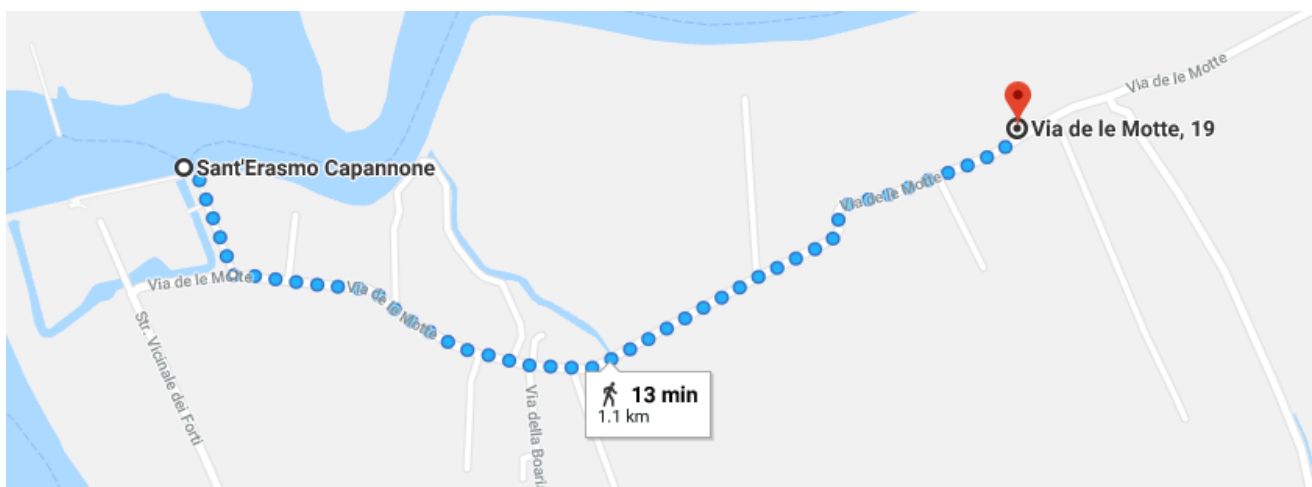 Via de le Motte
Via de le Motte, 19
Sant'Erasmo Capannone
Via de le Motte
Via de le Motte
Via de le Motte
Str. Vicinale dei Forti
13 min
1.1 km
Via della Boaria